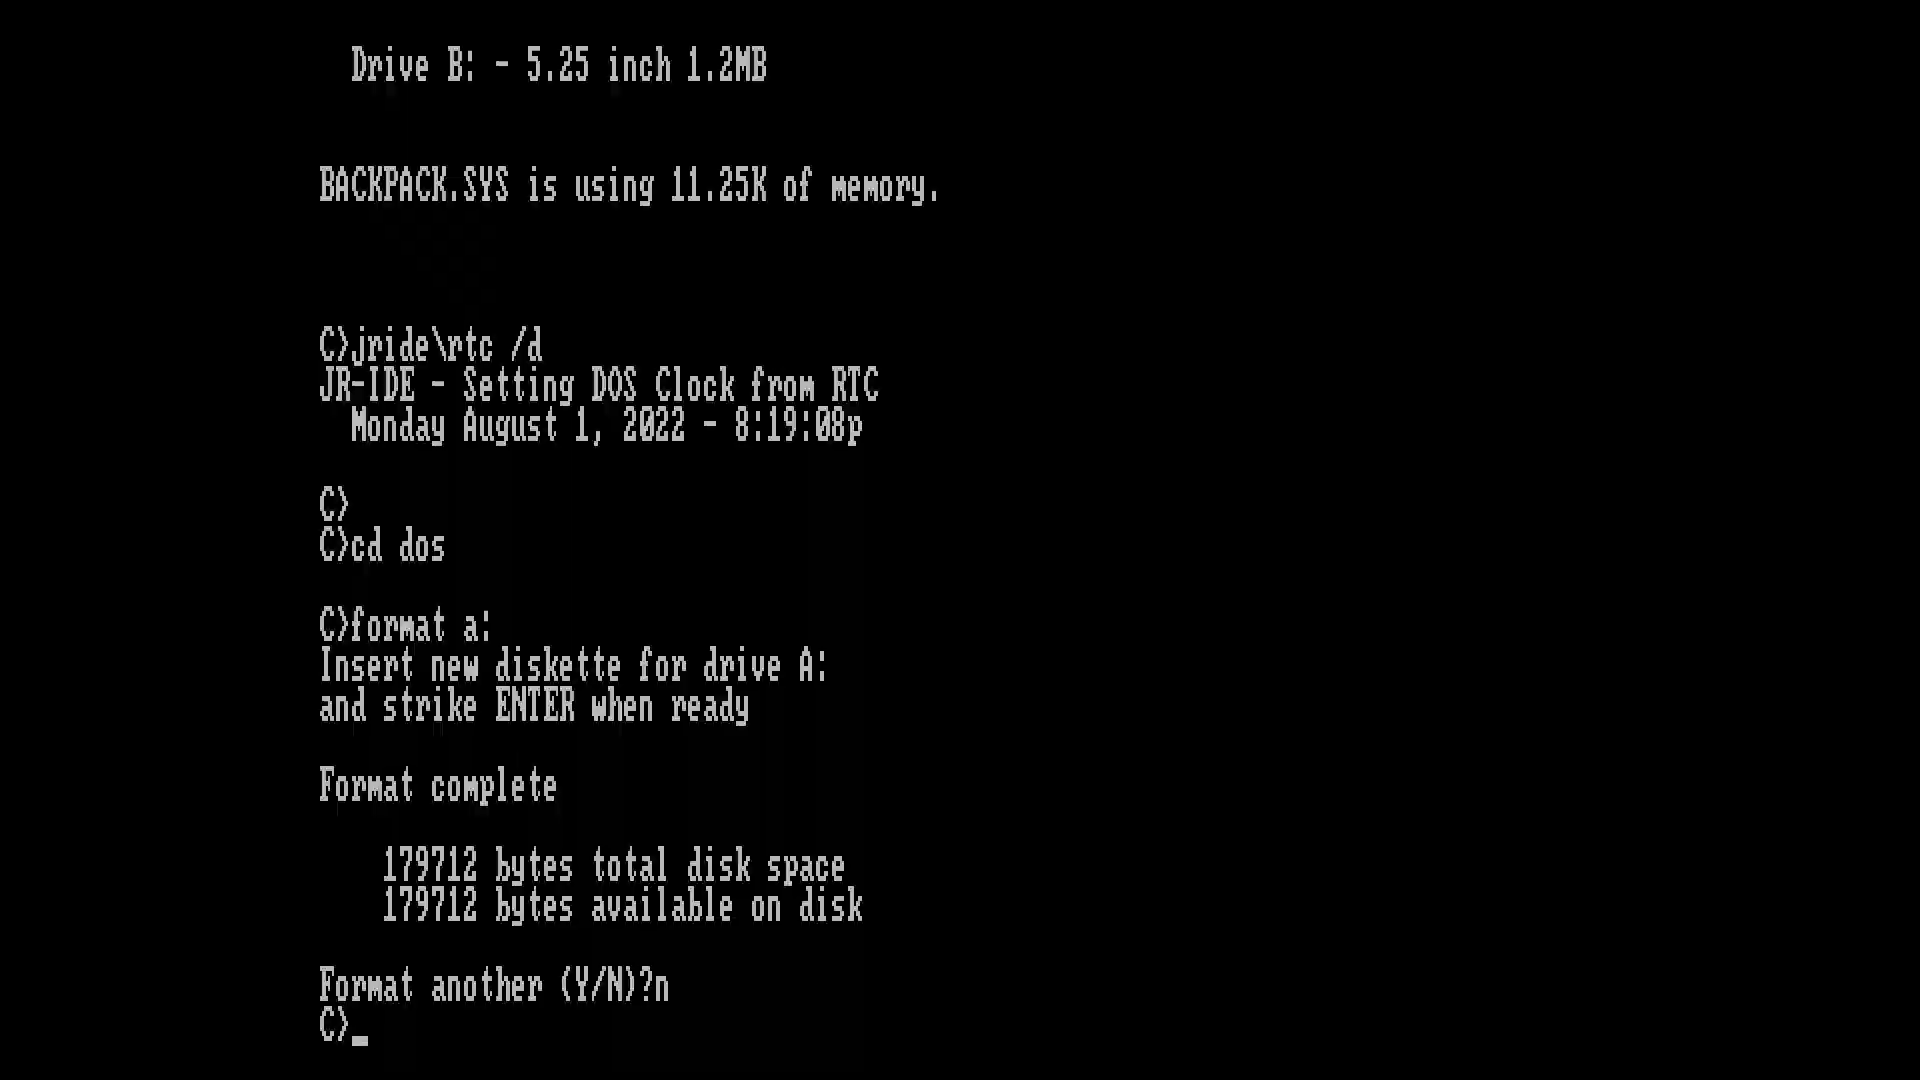 Drive B: - 5.25 inch 1.2MB
BACKPACK.SYS is using 11.25K of memory.
C>jride\rtc /d
JR-IDE - Setting DOS Clock from RTC
Monday August 1, 2022 - 8:19:08p
C>
C>cd dos
C>format a:
Insert new diskette for drive A:
and strike ENTER when ready
Format complete
179712 bytes total disk space
179712 bytes available on disk
Format another (Y/N)?n
C>_